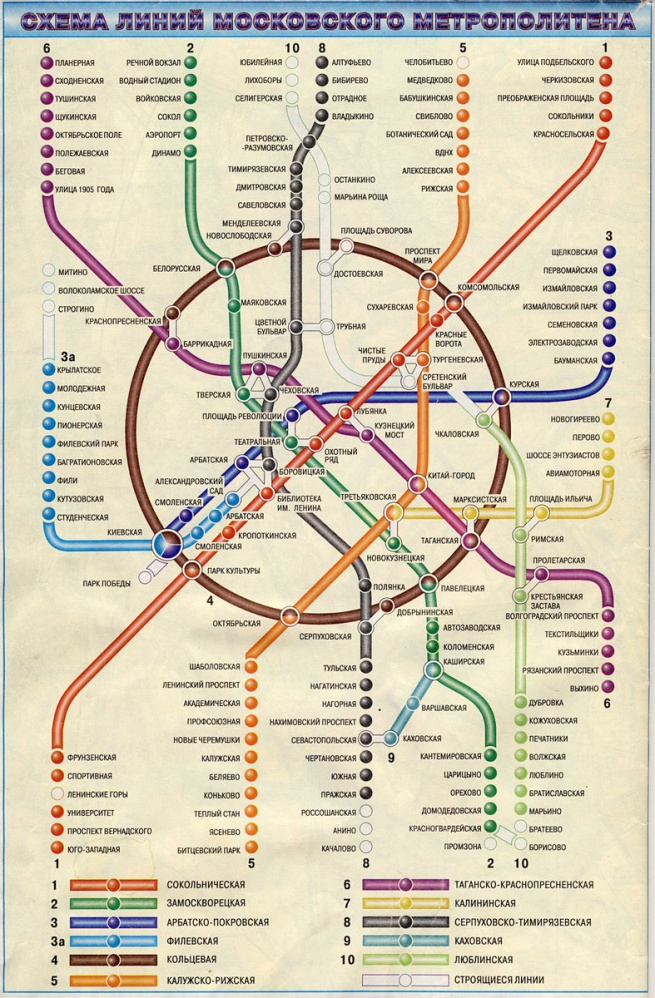 СХЕМА ЛИНИЙ МОСКОВСКОГО МЕТРОПОЛИТЕНА
6
ПЛАНЕРНАЯ
СХОДНЕНСКАЯ
ТУШИНСКАЯ
ЩУКИНСКАЯ
ОКТЯБРЬСКОЕ ПОЛЕ
ПОЛЕЖАЕВСКАЯ
БЕГОВАЯ
УЛИЦА 1905 ГОДА
2
РЕЧНОЙ ВОКЗАЛ
ВОДНЫЙ СТАДИОН
ВОЙКОВСКАЯ
СОКОЛ
АЭРОПОРТ
ДИНАМО
10
ЮБИЛЕЙНАЯ
ЛИХОБОРЫ
СЕЛИГЕРСКАЯ
8
АЛТУФЬЕВО
БИБИРЕВО
ОТРАДНОЕ
ВЛАДЫКИНО
ПЕТРОВСКО-
РАЗУМОВСКАЯ
ТИМИРЯЗЕВСКАЯ
ДМИТРОВСКАЯ
САВЕЛОВСКАЯ
МЕНДЕЛЕЕВСКАЯ
НОВОСЛОБОДСКАЯ
ОСТАНКИНО
МАРЬИНА РОЩА
ПЛОЩАДЬ СУВОРОВА
ДОСТОЕВСКАЯ
5
ЧЕЛОБИТЬЕВО
МЕДВЕДКОВО
БАБУШКИНСКАЯ
СВИБЛОВО
БОТАНИЧЕСКИЙ САД
ВДНХ
АЛЕКСЕЕВСКАЯ
РИЖСКАЯ
1
УЛИЦА ПОДБЕЛЬСКОГО
ЧЕРКИЗОВСКАЯ
ПРЕОБРАЖЕНСКАЯ ПЛОЩАДЬ
СОКОЛЬНИКИ
КРАСНОСЕЛЬСКАЯ
3
ЩЕЛКОВСКАЯ
ПЕРВОМАЙСКАЯ
ИЗМАЙЛОВСКАЯ
ИЗМАЙЛОВСКИЙ ПАРК
СЕМЕНОВСКАЯ
ЭЛЕКТРОЗАВОДСКАЯ
БАУМАНСКАЯ
МИТИНО
ВОЛОКОЛАМСКОЕ ШОССЕ
СТРОГИНО
3а
КРЫЛАТСКОЕ
МОЛОДЕЖНАЯ
КУНЦЕВСКАЯ
ПИОНЕРСКАЯ
ФИЛЕВСКИЙ ПАРК
БАГРАТИОНОВСКАЯ
ФИЛИ
КУТУЗОВСКАЯ
СТУДЕНЧЕСКАЯ
БЕЛОРУССКАЯ
КРАСНОПРЕСНЕНСКАЯ
БАРРИКАДНАЯ
МАЯКОВСКАЯ
ЦВЕТНОЙ
БУЛЬВАР
ТРУБНАЯ
ПРОСПЕКТ
МИРА
КОМСОМОЛЬСКАЯ
СУХАРЕВСКАЯ
КРАСНЫЕ
ВОРОТА
ЧИСТЫЕ
ПРУДЫ
ТУРГЕНЕВСКАЯ
СРЕТЕНСКИЙ
БУЛЬВАР
КУРСКАЯ
ЧКАЛОВСКАЯ
ПУШКИНСКАЯ
ТВЕРСКАЯ
ЧЕХОВСКАЯ
ПЛОЩАДЬ РЕВОЛЮЦИИ
ЛУБЯНКА
КУЗНЕЦКИЙ
МОСТ
ТЕАТРАЛЬНАЯ
ОХОТНЫЙ
РЯД
АРБАТСКАЯ
БОРОВИЦКАЯ
АЛЕКСАНДРОВСКИЙ
САД
БИБЛИОТЕКА
ИМ. ЛЕНИНА
СМОЛЕНСКАЯ
АРБАТСКАЯ
КРОПОТКИНСКАЯ
СМОЛЕНСКАЯ
КИЕВСКАЯ
ПАРК КУЛЬТУРЫ
ПАРК ПОБЕДЫ
4
ОКТЯБРЬСКАЯ
КИТАЙ-ГОРОД
ТРЕТЬЯКОВСКАЯ
НОВОКУЗНЕЦКАЯ
МАРКСИСТСКАЯ
ТАГАНСКАЯ
7
НОВОГИРЕЕВО
ПЕРОВО
ШОССЕ ЭНТУЗИАСТОВ
АВИАМОТОРНАЯ
ПЛОЩАДЬ ИЛЬИЧА
РИМСКАЯ
ПРОЛЕТАРСКАЯ
КРЕСТЬЯНСКАЯ
ЗАСТАВА
ВОЛГОГРАДСКИЙ ПРОСПЕКТ
ТЕКСТИЛЬЩИКИ
КУЗЬМИНКИ
РЯЗАНСКИЙ ПРОСПЕКТ
ВЫХИНО
6
ПОЛЯНКА
ПАВЕЛЕЦКАЯ
ДОБРЫНИНСКАЯ
СЕРПУХОВСКАЯ
АВТОЗАВОДСКАЯ
КОЛОМЕНСКАЯ
КАШИРСКАЯ
ВАРШАВСКАЯ
КАХОВСКАЯ
9
ФРУНЗЕНСКАЯ
СПОРТИВНАЯ
ЛЕНИНСКИЕ ГОРЫ
УНИВЕРСИТЕТ
ПРОСПЕКТ ВЕРНАДСКОГО
ЮГО-ЗАПАДНАЯ
1
ШАБОЛОВСКАЯ
ЛЕНИНСКИЙ ПРОСПЕКТ
АКАДЕМИЧЕСКАЯ
ПРОФСОЮЗНАЯ
НОВЫЕ ЧЕРЕМУШКИ
КАЛУЖСКАЯ
БЕЛЯЕВО
КОНЬКОВО
ТЕПЛЫЙ СТАН
ЯСЕНЕВО
БИТЦЕВСКИЙ ПАРК
5
ТУЛЬСКАЯ
НАГАТИНСКАЯ
НАГОРНАЯ
НАХИМОВСКИЙ ПРОСПЕКТ
СЕВАСТОПОЛЬСКАЯ
ЧЕРТАНОВСКАЯ
ЮЖНАЯ
ПРАЖСКАЯ
РОССОШАНСКАЯ
АНИНО
КАЧАЛОВО
8
КАНТЕМИРОВСКАЯ
ЦАРИЦЫНО
ОРЕХОВО
ДОМОДЕДОВСКАЯ
КРАСНОГВАРДЕЙСКАЯ
ПРОМЗОНА
2
ДУБРОВКА
КОЖУХОВСКАЯ
ПЕЧАТНИКИ
ВОЛЖСКАЯ
ЛЮБЛИНО
БРАТИСЛАВСКАЯ
МАРЬИНО
БРАТЕЕВО
БОРИСОВО
10
1 СОКОЛЬНИЧЕСКАЯ
2 ЗАМОСКВОРЕЦКАЯ
3 АРБАТСКО-ПОКРОВСКАЯ
3а ФИЛЕВСКАЯ
4 КОЛЬЦЕВАЯ
5 КАЛУЖСКО-РИЖСКАЯ
6 ТАГАНСКО-КРАСНОПРЕСНЕНСКАЯ
7 КАЛИНИНСКАЯ
8 СЕРПУХОВСКО-ТИМИРЯЗЕВСКАЯ
9 КАХОВСКАЯ
10 ЛЮБЛИНСКАЯ
СТРОЯЩИЕСЯ ЛИНИИ